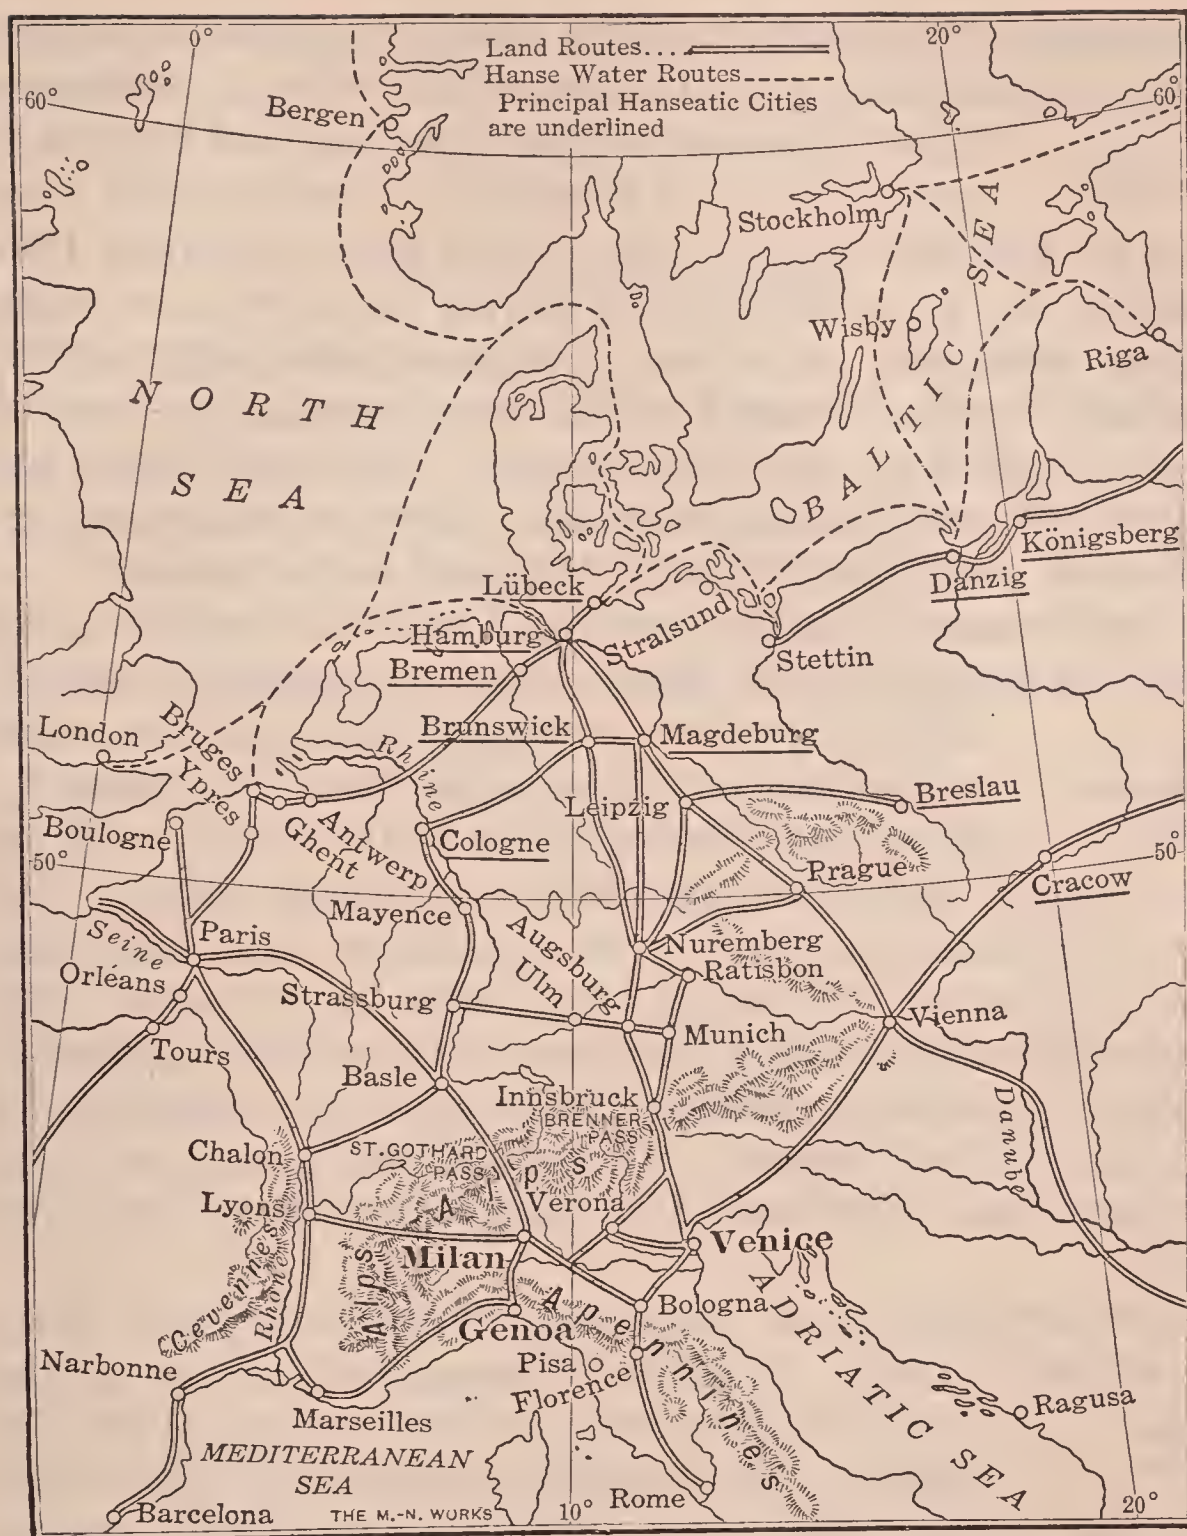 0°
20°
Land Routes....
Hanse Water Routes
Principal Hanseatic Cities
are underlined
60°
60°
Bergen
Stockholm
Wisby
Riga
NORTH
SEA
BALTIC SEA
Königsberg
Danzig
Lübeck
Hamburg
Stralsund
Stettin
Bremen
London
Bruges
Ypres
Rhine
Brunswick
Magdeburg
Leipzig
Breslau
Boulogne
Ghent
Antwerp
Cologne
50°
50°
Prague
Cracow
Mayence
Seine
Paris
Nuremberg
Augsburg
Ulm
Ratisbon
Orléans
Strassburg
Munich
Vienna
Tours
Basle
Innsbruck
BRENNER
PASS
Danube
Chalon
ST. GOTHARD
PASS
Alps
Lyons
Verona
Milan
Venice
Cevennes
Rhône
Alps
Genoa
Apennines
Bologna
ADRIATIC SEA
Narbonne
Pisa
Florence
Marseilles
Ragusa
MEDITERRANEAN
SEA
Barcelona
THE M.-N. WORKS
10°
Rome
20°